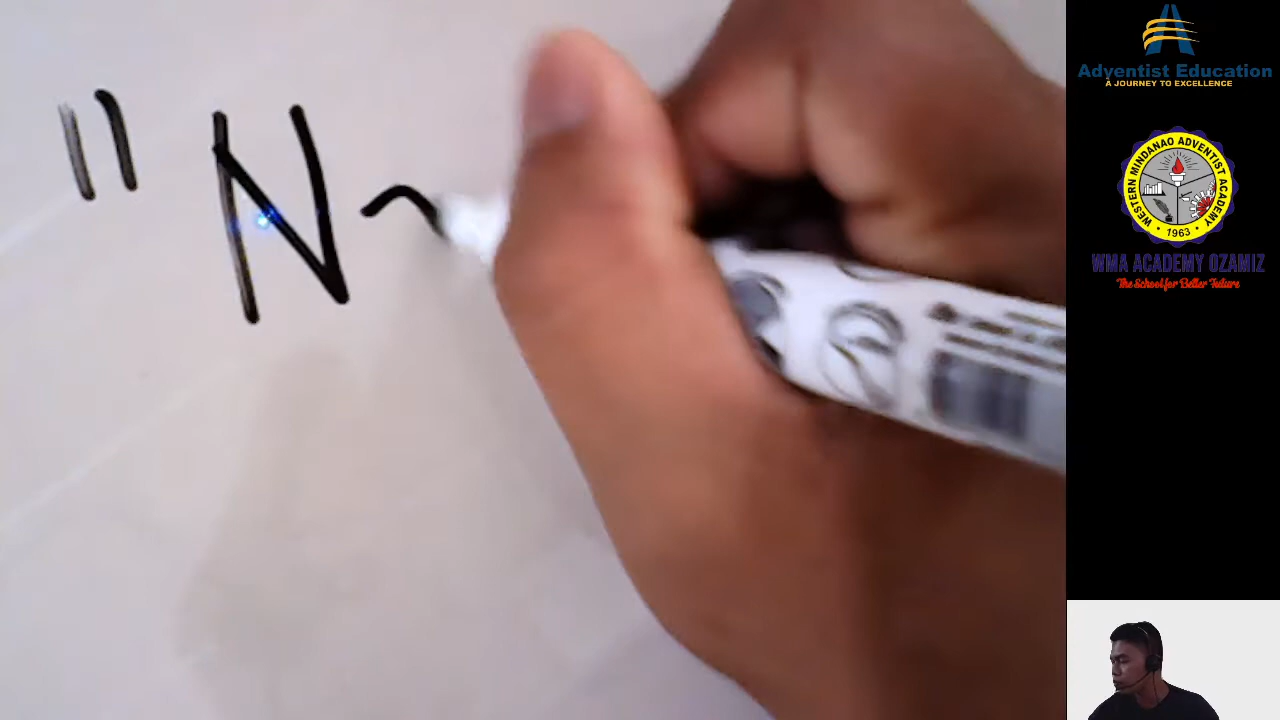 " N
Adventist Education
A JOURNEY TO EXCELLENCE
WESTERN MINDANAO ADVENTIST ACADEMY
• 1963 •
WMA ACADEMY OZAMIZ
The School for Better Future